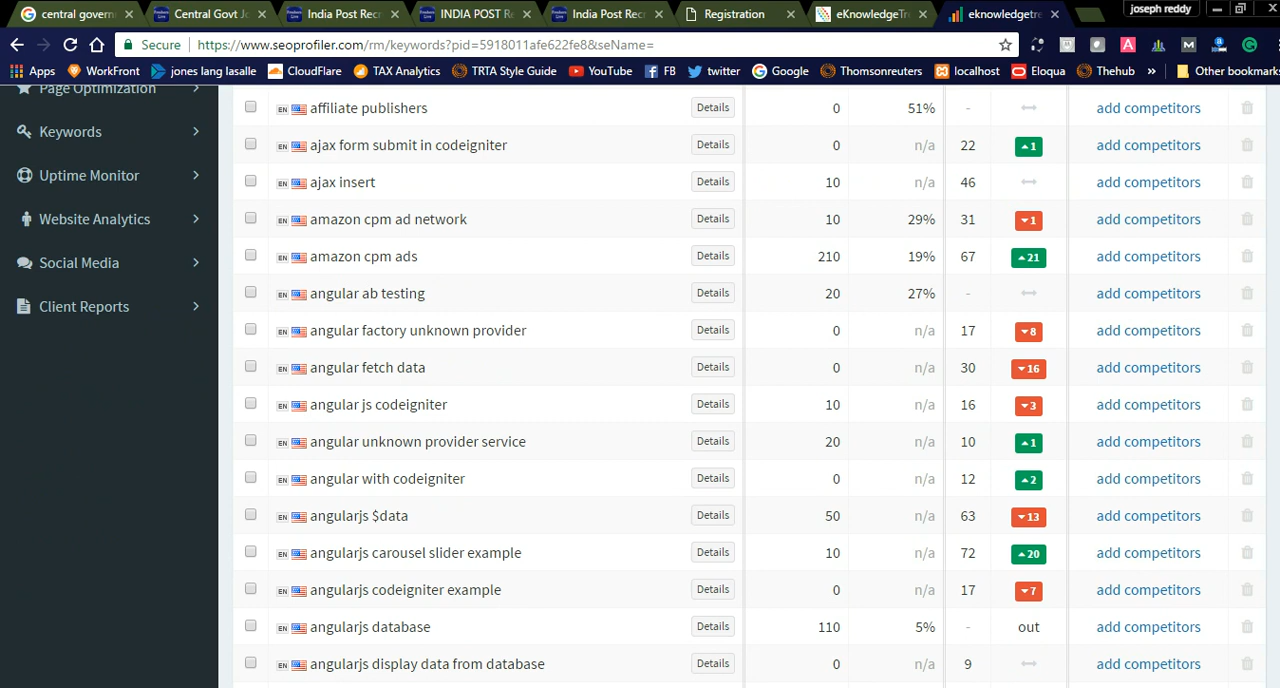 central governm
Central Govt J
India Post Recr
INDIA POST R
India Post Recr
Registration
eKnowledgeTre
eknowledgetre
joseph reddy
Secure https://www.seoprofiler.com/rm/keywords?pid=5918011afe622fe8&seName=
Apps WorkFront jones lang lasalle CloudFlare TAX Analytics TRTA Style Guide YouTube FB twitter Google Thomsonreuters localhost Eloqua Thehub » Other bookmarks
Page Optimization
Keywords
Uptime Monitor
Website Analytics
Social Media
Client Reports
EN affiliate publishers Details 0 51% - add competitors
EN ajax form submit in codeigniter Details 0 n/a 22 1 add competitors
EN ajax insert Details 10 n/a 46 add competitors
EN amazon cpm ad network Details 10 29% 31 1 add competitors
EN amazon cpm ads Details 210 19% 67 21 add competitors
EN angular ab testing Details 20 27% - add competitors
EN angular factory unknown provider Details 0 n/a 17 8 add competitors
EN angular fetch data Details 0 n/a 30 16 add competitors
EN angular js codeigniter Details 10 n/a 16 3 add competitors
EN angular unknown provider service Details 20 n/a 10 1 add competitors
EN angular with codeigniter Details 0 n/a 12 2 add competitors
EN angularjs $data Details 50 n/a 63 13 add competitors
EN angularjs carousel slider example Details 10 n/a 72 20 add competitors
EN angularjs codeigniter example Details 0 n/a 17 7 add competitors
EN angularjs database Details 110 5% - out add competitors
EN angularjs display data from database Details 0 n/a 9 add competitors